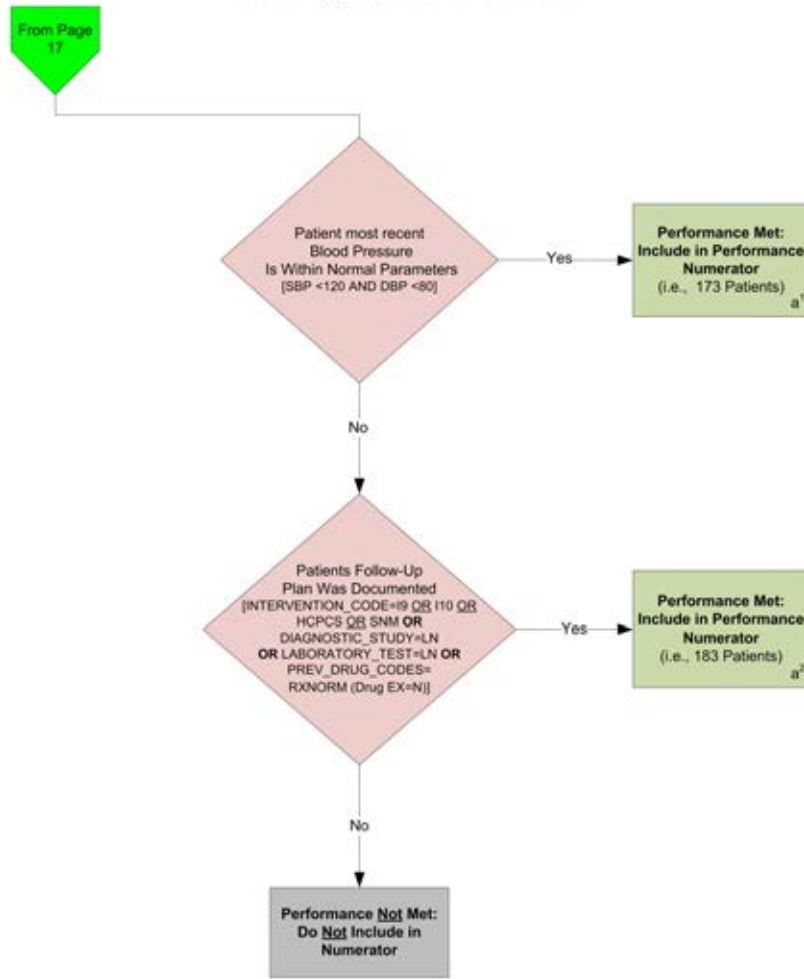 From Page
17
Patient most recent
Blood Pressure
Is Within Normal Parameters
[SBP <120 AND DBP <80]
Yes
Performance Met:
Include in Performance
Numerator
(i.e., 173 Patients)
a¹
No
Patients Follow-Up
Plan Was Documented
[INTERVENTION_CODE=I9 OR I10 OR
HCPCS OR SNM OR
DIAGNOSTIC_STUDY=LN
OR LABORATORY_TEST=LN OR
PREV_DRUG_CODES=
RXNORM (Drug EX=N)]
Yes
Performance Met:
Include in Performance
Numerator
(i.e., 183 Patients)
a²
No
Performance Not Met:
Do Not Include in
Numerator